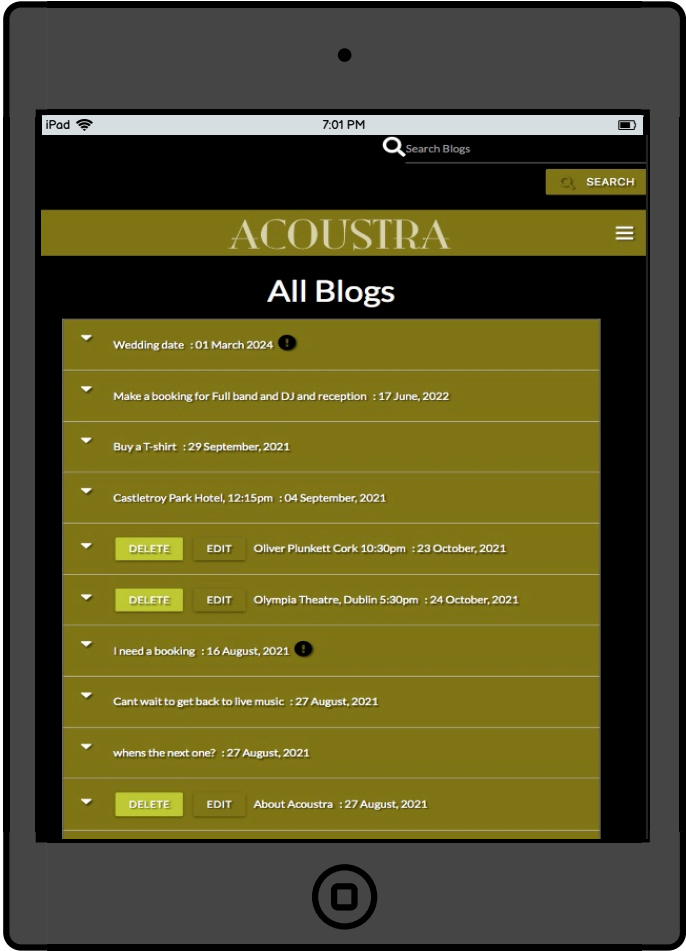 iPad 7:01 PM
Search Blogs
SEARCH
ACOUSTRA
All Blogs
Wedding date : 01 March 2024 !
Make a booking for Full band and DJ and reception : 17 June, 2022
Buy a T-shirt : 29 September, 2021
Castletroy Park Hotel, 12:15pm : 04 September, 2021
DELETE EDIT Oliver Plunkett Cork 10:30pm : 23 October, 2021
DELETE EDIT Olympia Theatre, Dublin 5:30pm : 24 October, 2021
I need a booking : 16 August, 2021 !
Cant wait to get back to live music : 27 August, 2021
whens the next one? : 27 August, 2021
DELETE EDIT About Acoustra : 27 August, 2021